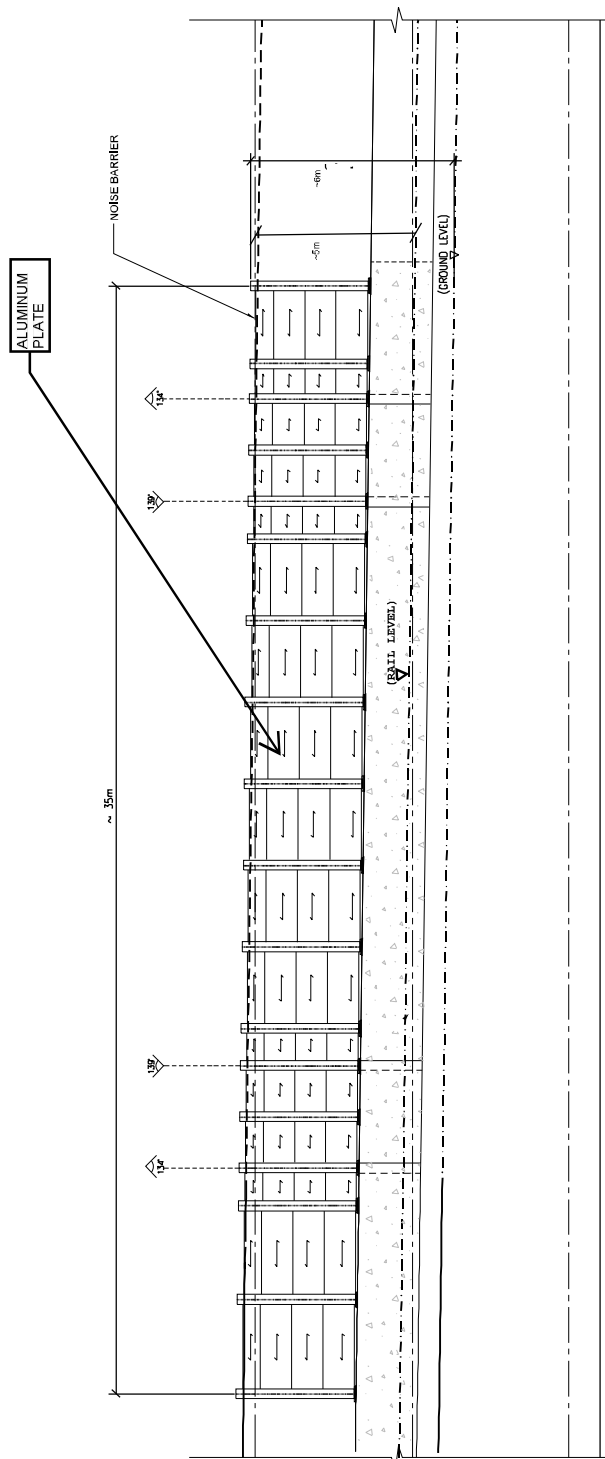 NOISE BARRIER
~6m
~5m
(GROUND LEVEL)
ALUMINUM
PLATE
134°
139°
(RAIL LEVEL)
~ 35m
139°
134°